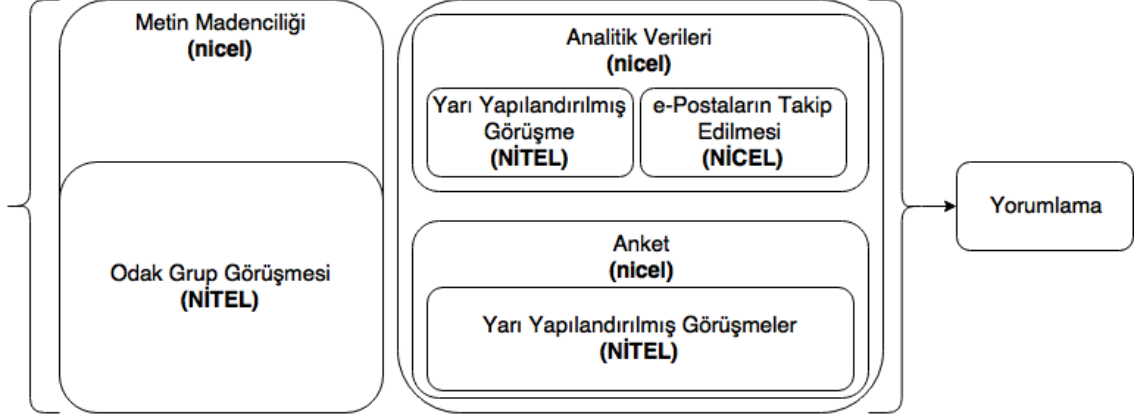 Metin Madenciliği
(nicel)
Odak Grup Görüşmesi
(NİTEL)
Analitik Verileri
(nicel)
Yarı Yapılandırılmış
Görüşme
(NİTEL)
e-Postaların Takip
Edilmesi
(NİCEL)
Anket
(nicel)
Yarı Yapılandırılmış Görüşmeler
(NİTEL)
Yorumlama